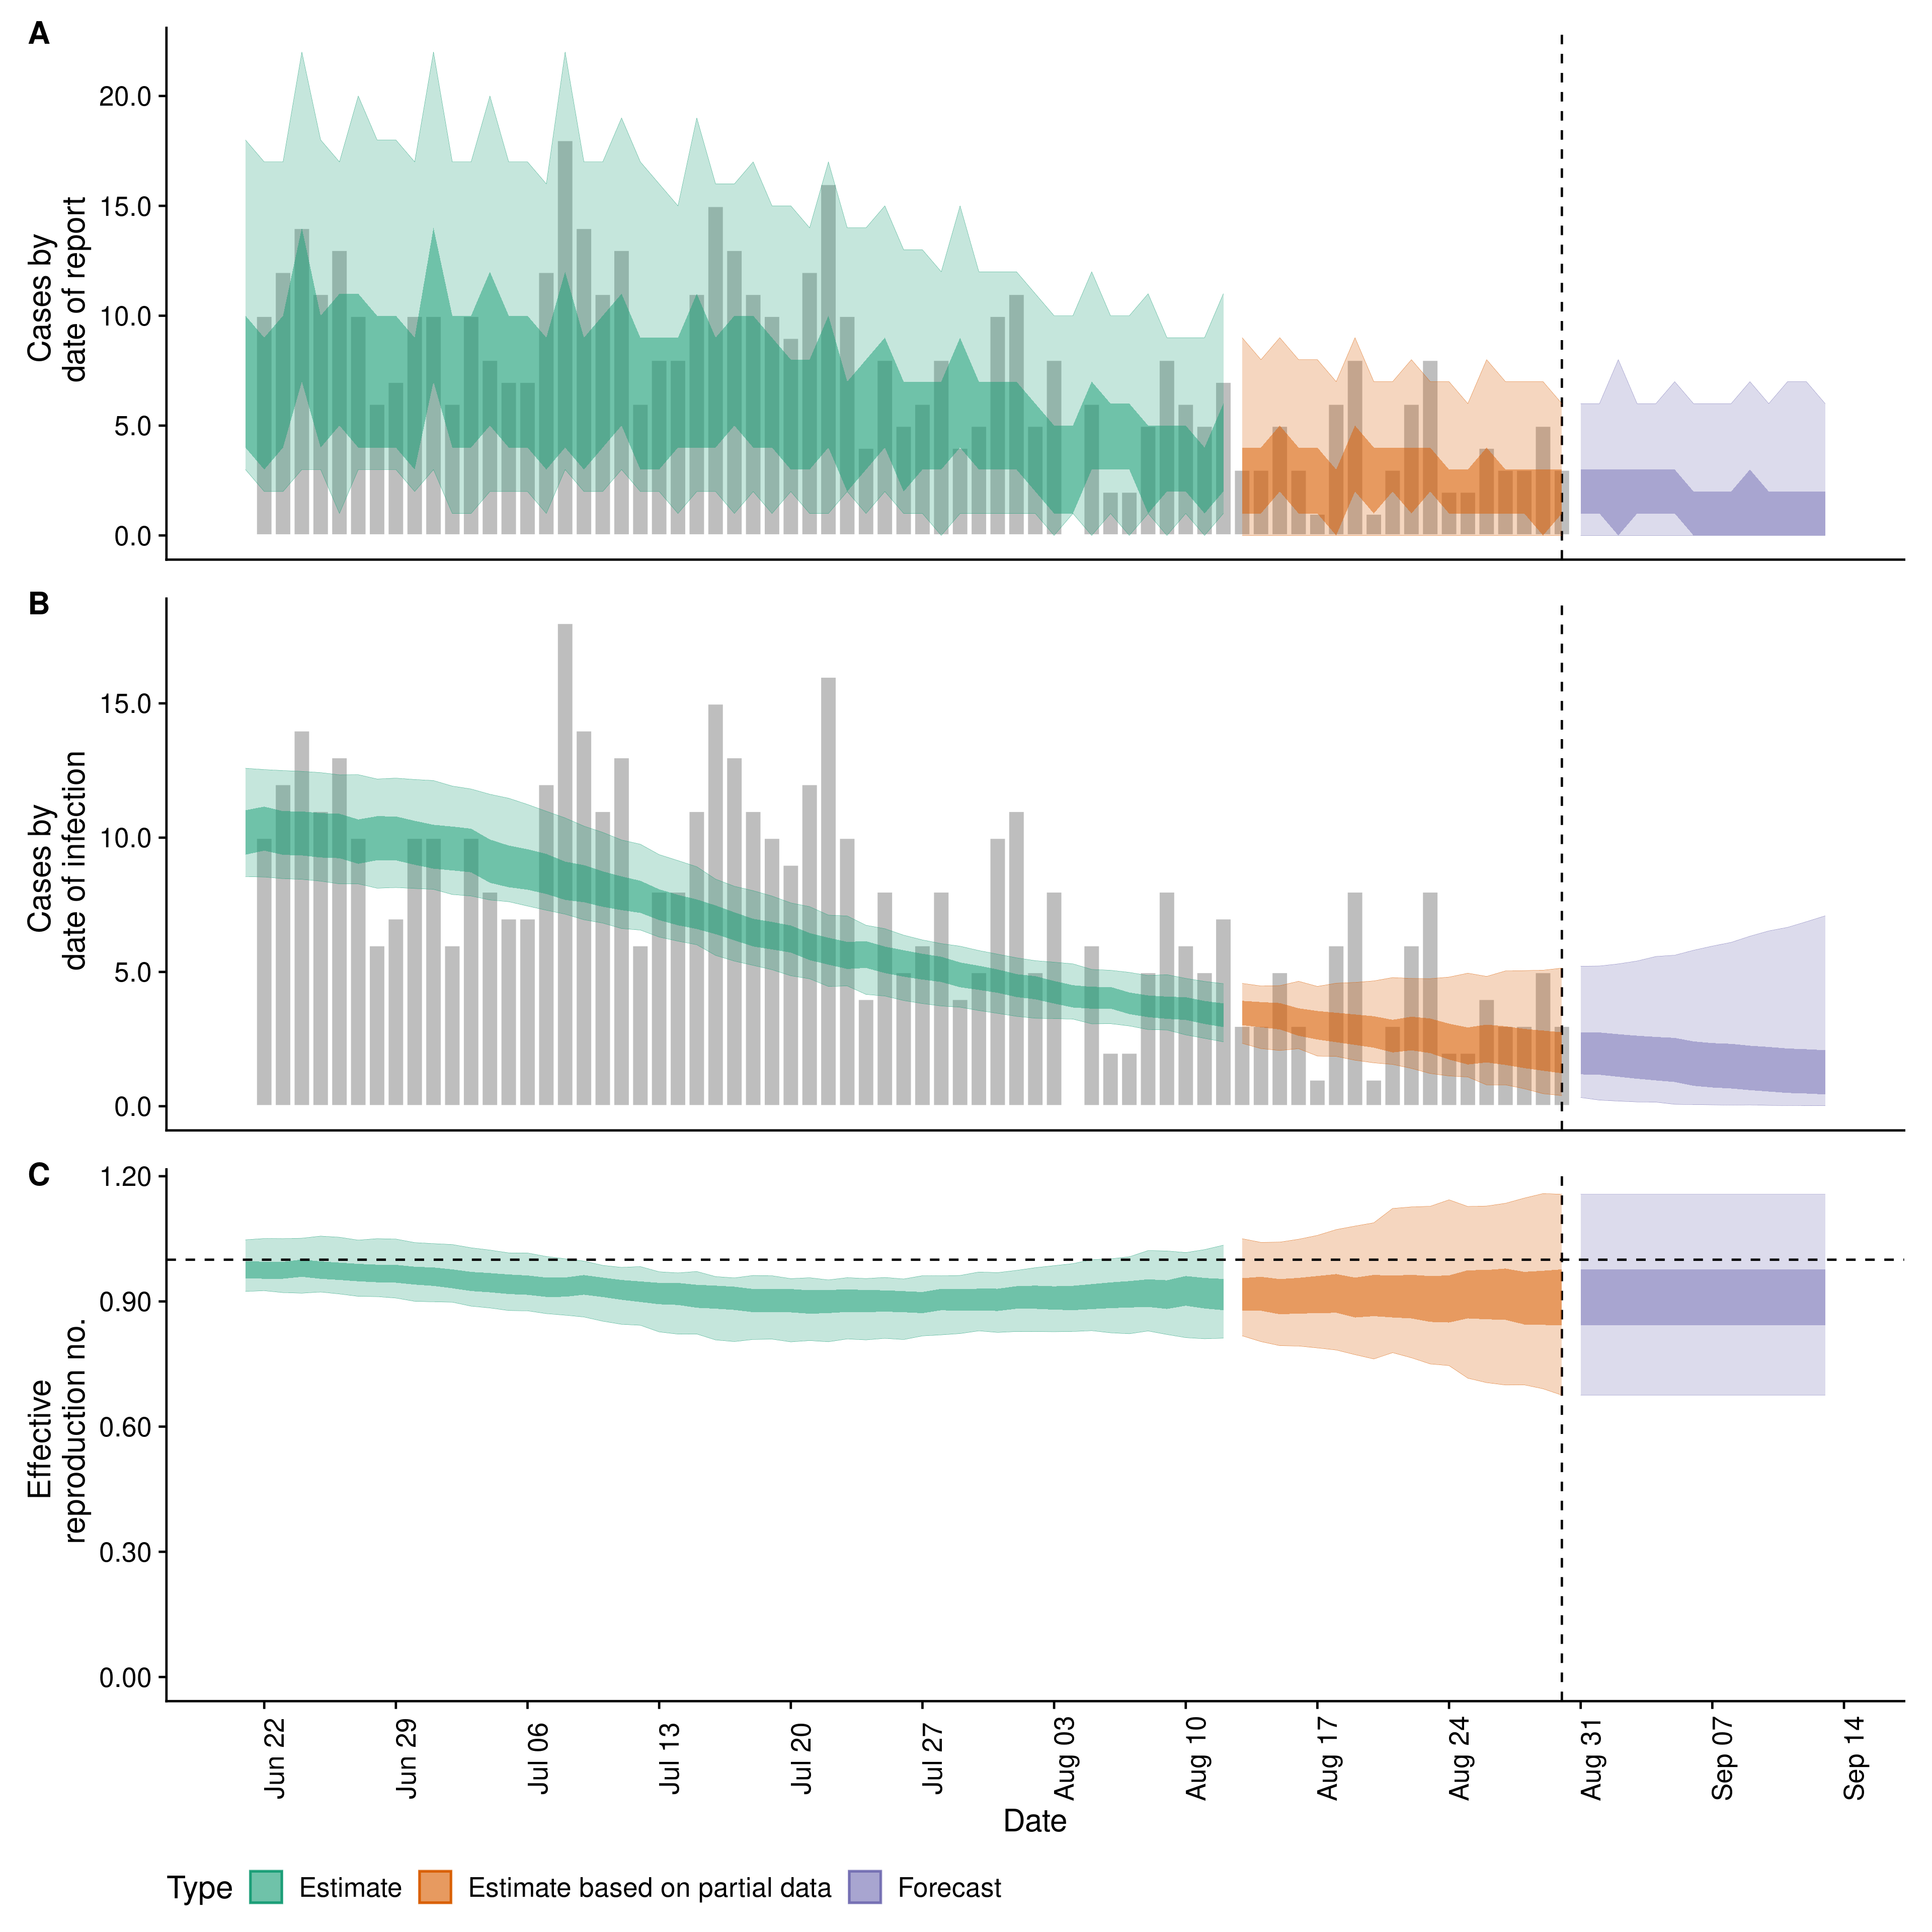 A
Cases by
date of report
20.0
15.0
10.0
5.0
0.0
B
Cases by
date of infection
15.0
10.0
5.0
0.0
C
Effective
reproduction no.
1.20
0.90
0.60
0.30
0.00
Jun 22
Jun 29
Jul 06
Jul 13
Jul 20
Jul 27
Aug 03
Aug 10
Aug 17
Aug 24
Aug 31
Sep 07
Sep 14
Date
Type Estimate Estimate based on partial data Forecast